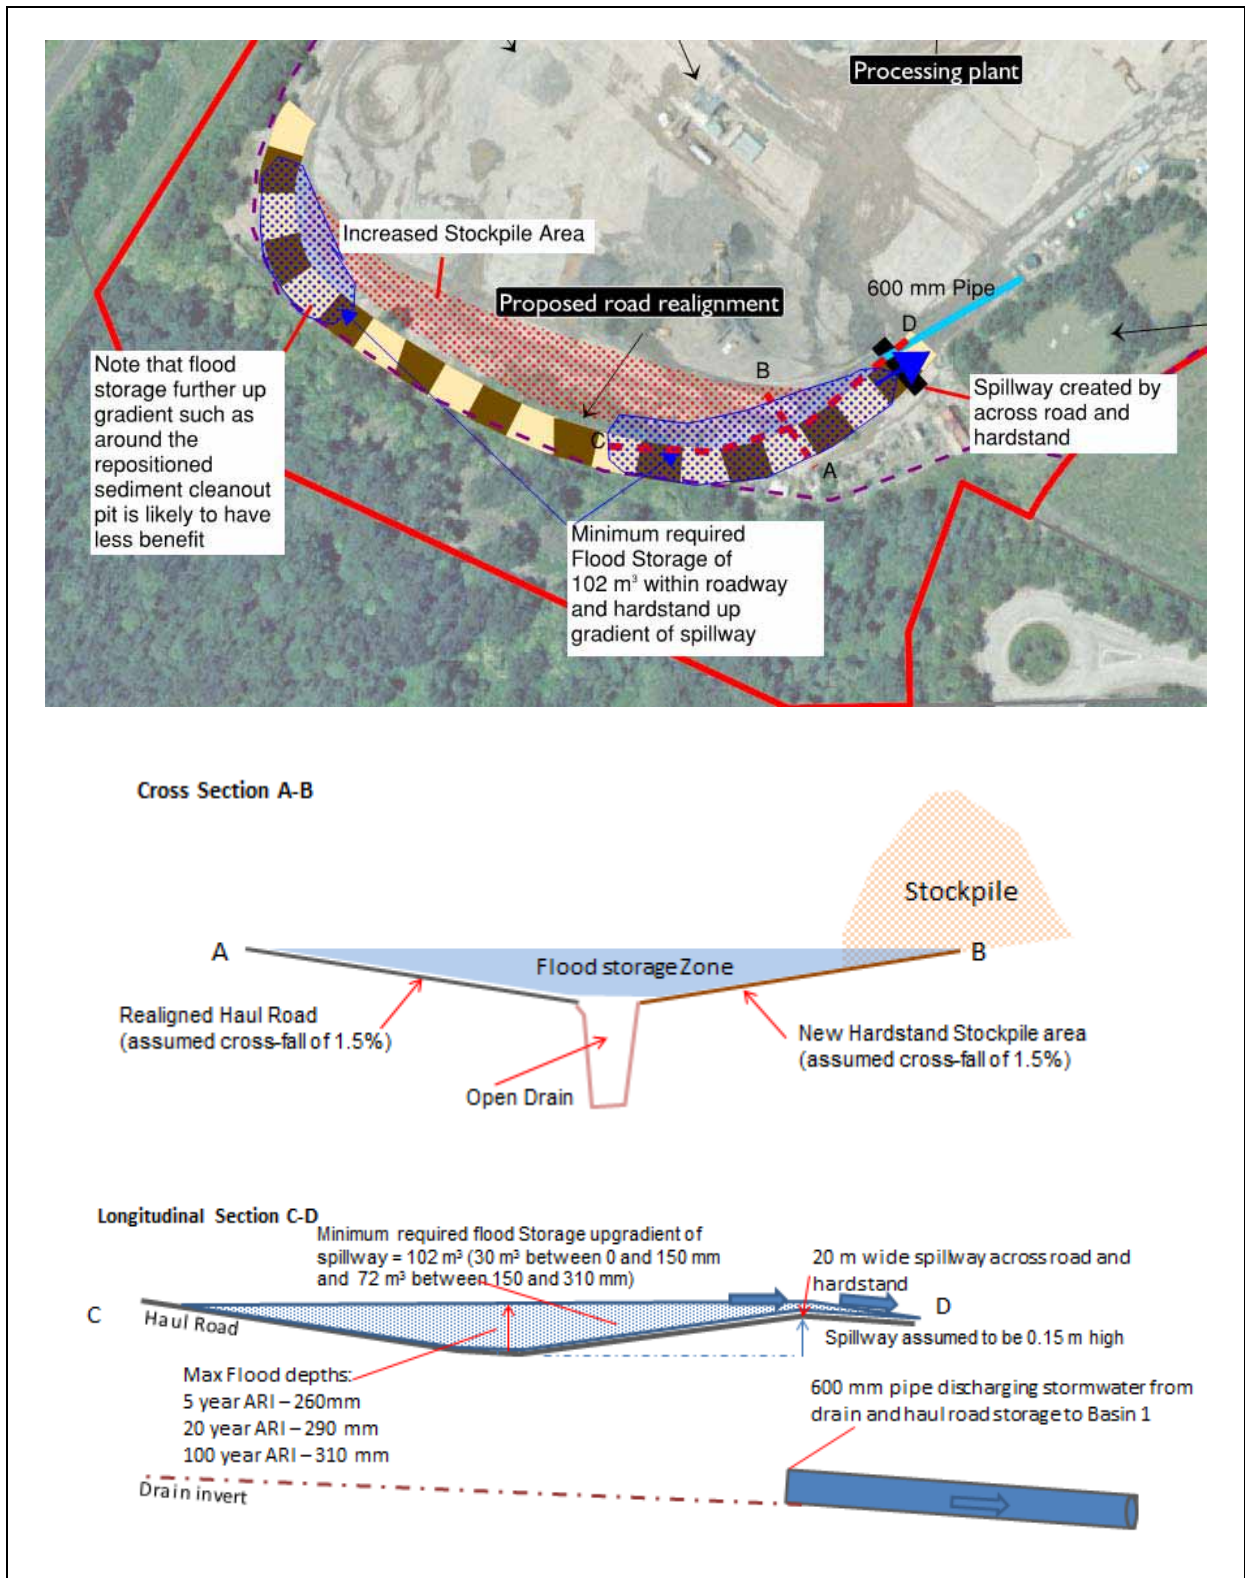 Processing plant
Increased Stockpile Area
Proposed road realignment
600 mm Pipe
D
B
C
A
Note that flood
storage further up
gradient such as
around the
repositioned
sediment cleanout
pit is likely to have
less benefit
Spillway created by
across road and
hardstand
Minimum required
Flood Storage of
102 m³ within roadway
and hardstand up
gradient of spillway
Cross Section A-B
Stockpile
A
B
Flood storage Zone
Realigned Haul Road
(assumed cross-fall of 1.5%)
New Hardstand Stockpile area
(assumed cross-fall of 1.5%)
Open Drain
Longitudinal Section C-D
Minimum required flood Storage upgradient of
spillway = 102 m³ (30 m³ between 0 and 150 mm
and 72 m³ between 150 and 310 mm)
20 m wide spillway across road and
hardstand
C
D
Haul Road
Spillway assumed to be 0.15 m high
Max Flood depths:
5 year ARI – 260mm
20 year ARI – 290 mm
100 year ARI – 310 mm
600 mm pipe discharging stormwater from
drain and haul road storage to Basin 1
Drain invert